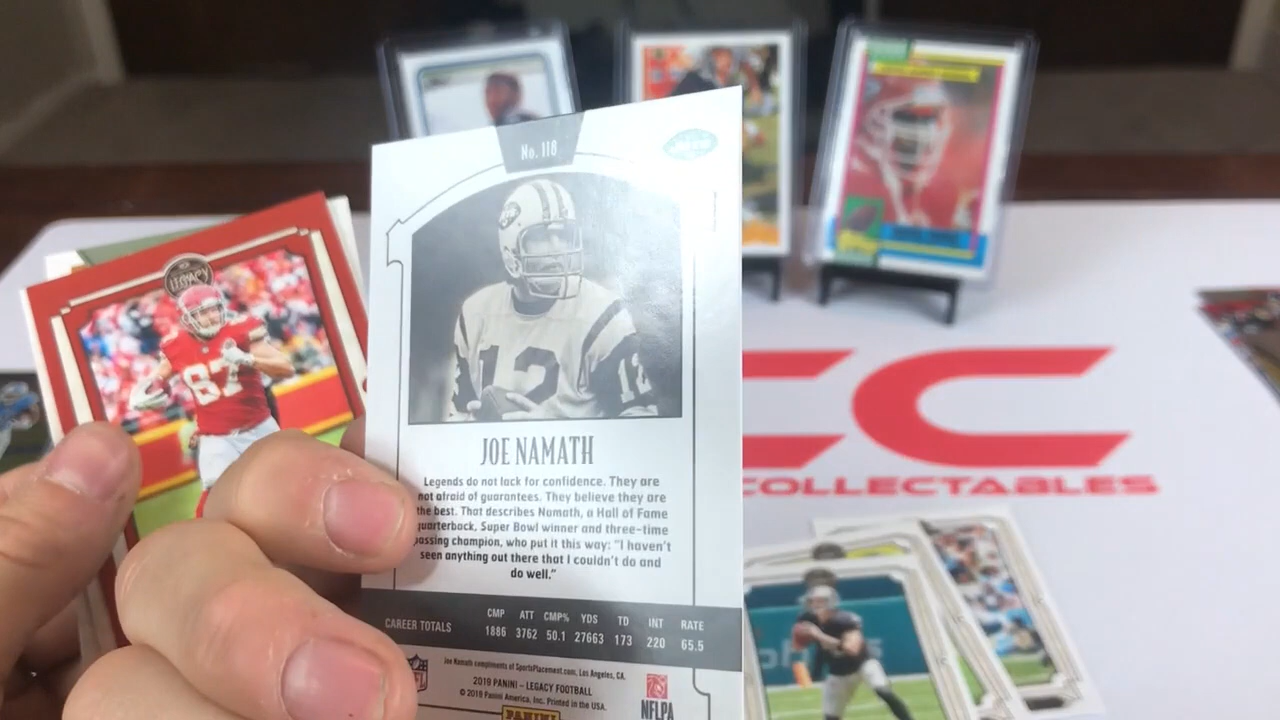 No. 118
LEGACY
87
12
12
JOE NAMATH
Legends do not lack for confidence. They are
not afraid of guarantees. They believe they are
the best. That describes Namath, a Hall of Fame
quarterback, Super Bowl winner and three-time
passing champion, who put it this way: "I haven't
seen anything out there that I couldn't do and
do well."
CMP ATT CMP% YDS TD INT RATE
CAREER TOTALS 1886 3762 50.1 27663 173 220 65.5
Joe Namath compliments of SportsPlacement.com, Los Angeles, CA.
2019 PANINI – LEGACY FOOTBALL
© 2019 Panini America, Inc. Printed in the USA.
NFL
PANINI
NFLPA
CC
COLLECTABLES